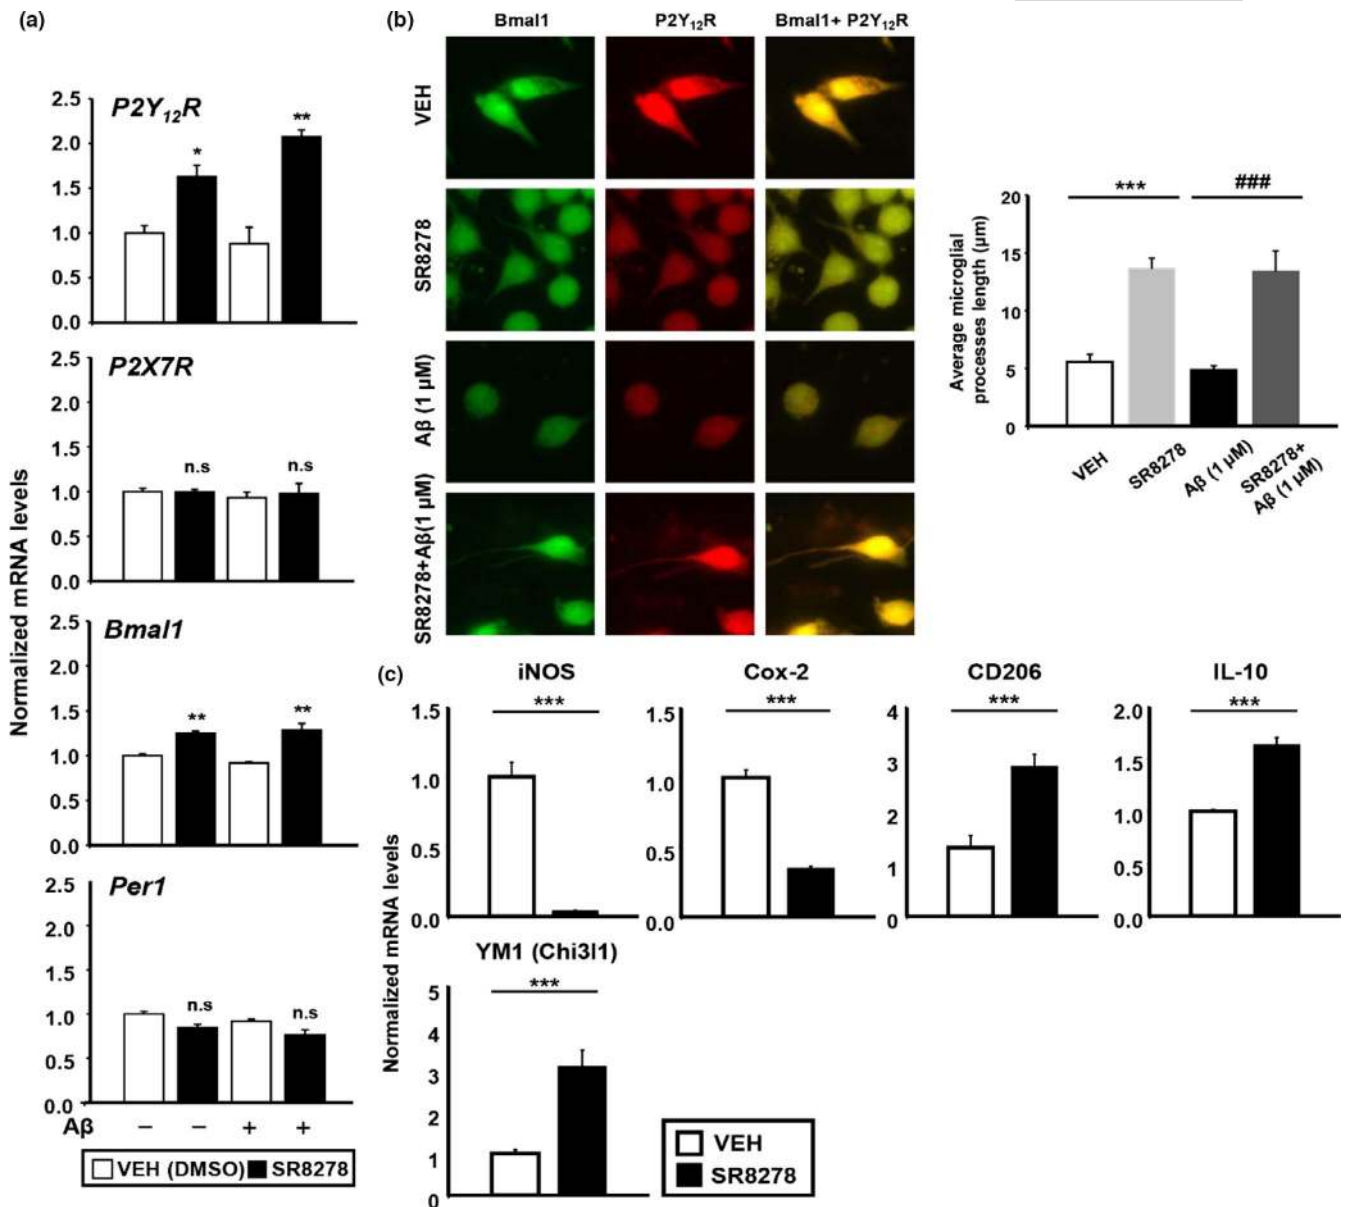 (a)
Normalized mRNA levels
P2Y12R
2.5
2.0
1.5
1.0
0.5
0.0
*
**
P2X7R
2.5
2.0
1.5
1.0
0.5
0.0
n.s
n.s
Bmal1
2.5
2.0
1.5
1.0
0.5
0.0
**
**
Per1
2.5
2.0
1.5
1.0
0.5
0.0
n.s
n.s
Aβ − − + +
VEH (DMSO) SR8278
(b)
Bmal1 P2Y12R Bmal1+ P2Y12R
VEH
SR8278
Aβ (1 μM)
SR8278+Aβ(1 μM)
Average microglial
processes length (μm)
20
15
10
5
0
*** ###
VEH
SR8278
Aβ (1 μM)
SR8278+
Aβ (1 μM)
(c)
Normalized mRNA levels
iNOS
***
1.5
1.0
0.5
0.0
Cox-2
***
1.5
1.0
0.5
0.0
CD206
***
4
3
2
1
0
IL-10
***
2.0
1.5
1.0
0.5
0.0
YM1 (Chi3l1)
***
5
4
3
2
1
0
VEH
SR8278